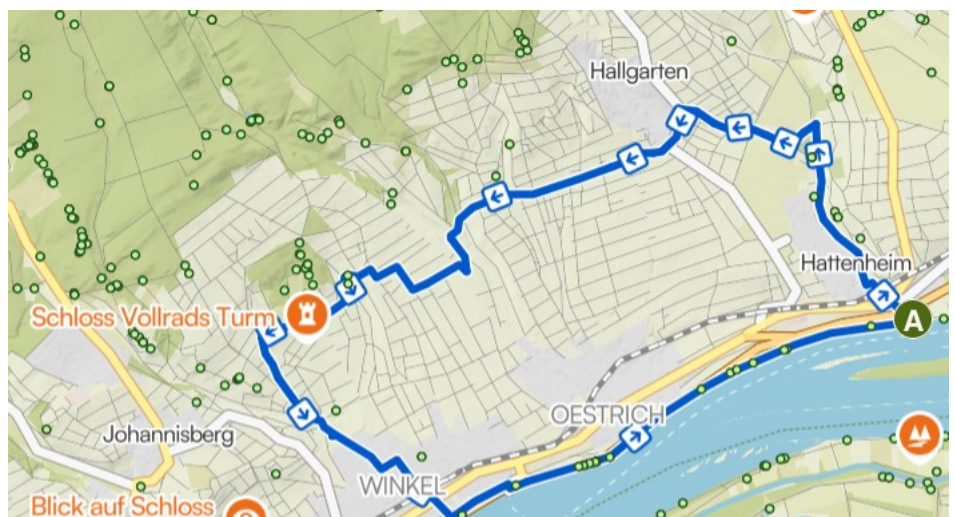 Hallgarten
Hattenheim
A
Schloss Vollrads Turm
OESTRICH
Johannisberg
WINKEL
Blick auf Schloss